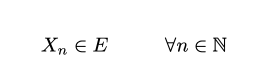 Xₙ ∈ E ∀n ∈ ℕ